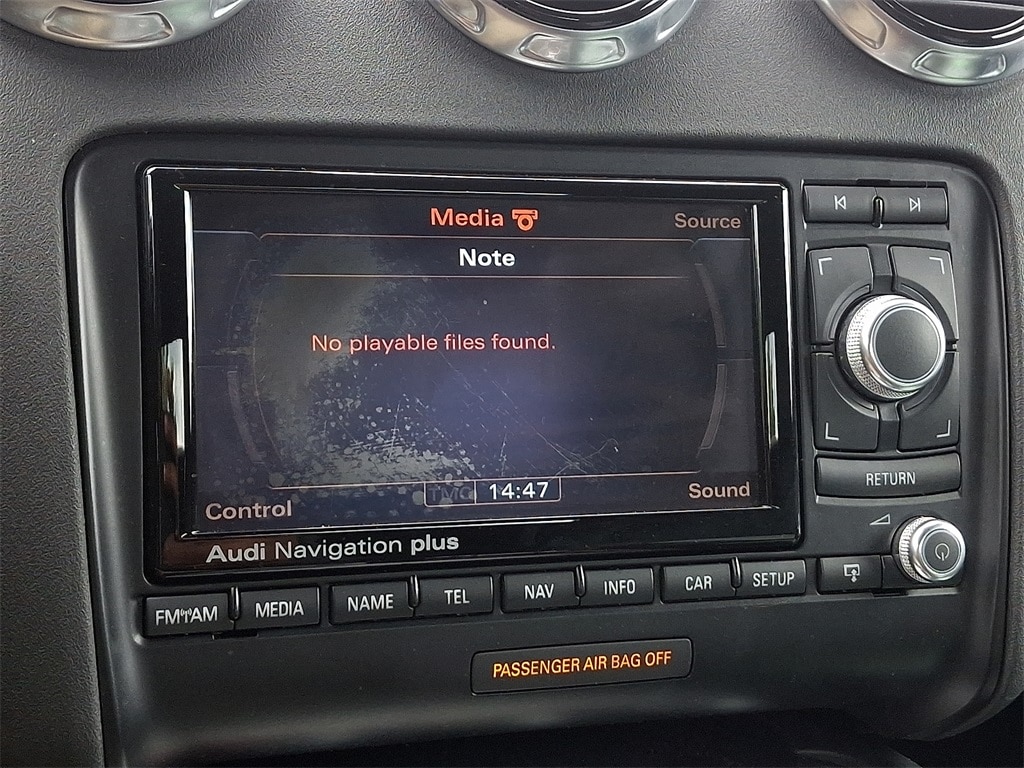 Media
Source
Note
No playable files found.
TMC 14:47
Control
Sound
Audi Navigation plus
RETURN
FM AM
MEDIA
NAME
TEL
NAV
INFO
CAR
SETUP
PASSENGER AIR BAG OFF